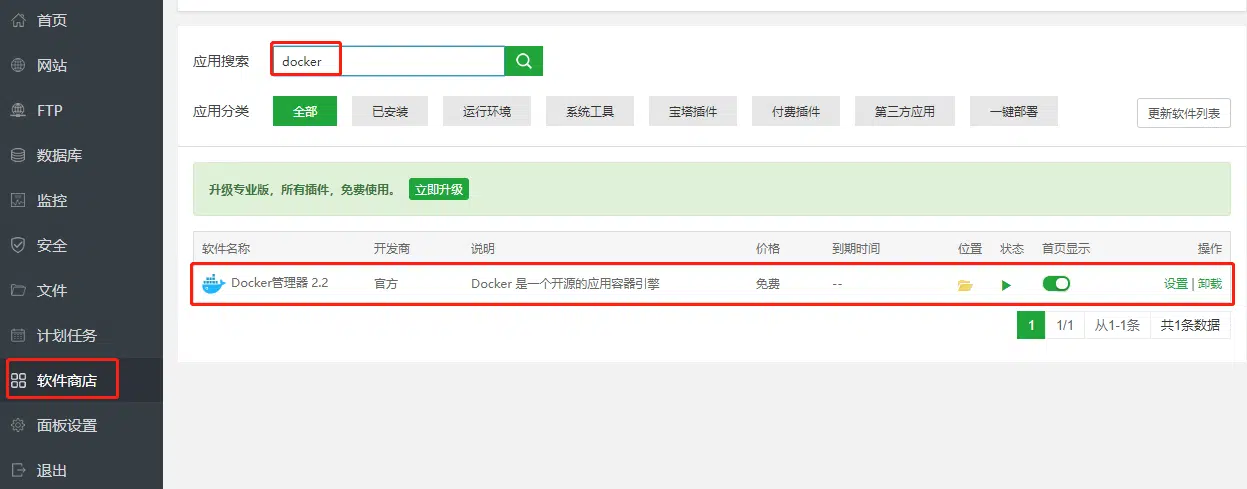 首页
网站
FTP
数据库
监控
安全
文件
计划任务
软件商店
面板设置
退出
应用搜索 docker
应用分类 全部 已安装 运行环境 系统工具 宝塔插件 付费插件 第三方应用 一键部署 更新软件列表
升级专业版，所有插件，免费使用。 立即升级
软件名称 开发商 说明 价格 到期时间 位置 状态 首页显示 操作
Docker管理器 2.2 官方 Docker 是一个开源的应用容器引擎 免费 -- 设置 | 卸载
1 1/1 从1-1条 共1条数据